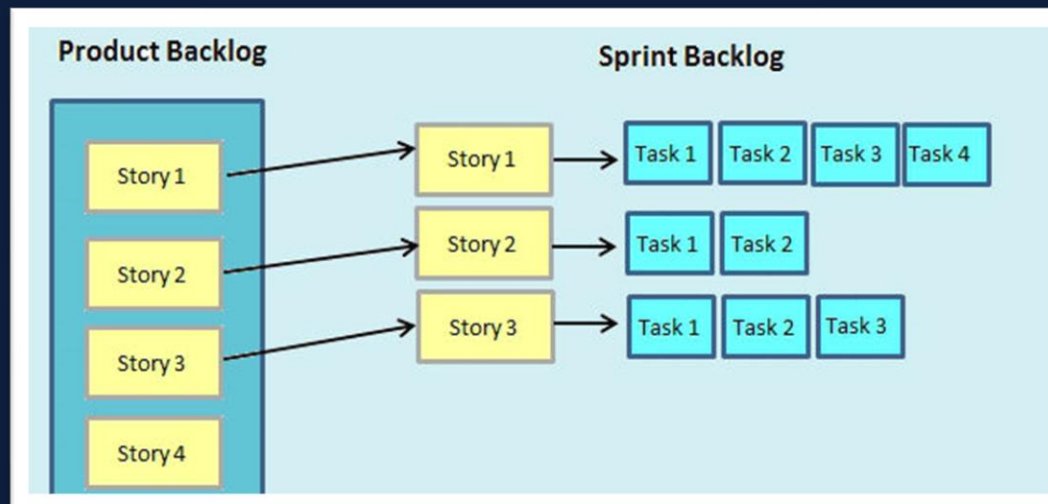 Product Backlog
Sprint Backlog
Story 1
Story 1
Task 1
Task 2
Task 3
Task 4
Story 2
Story 2
Task 1
Task 2
Story 3
Story 3
Task 1
Task 2
Task 3
Story 4